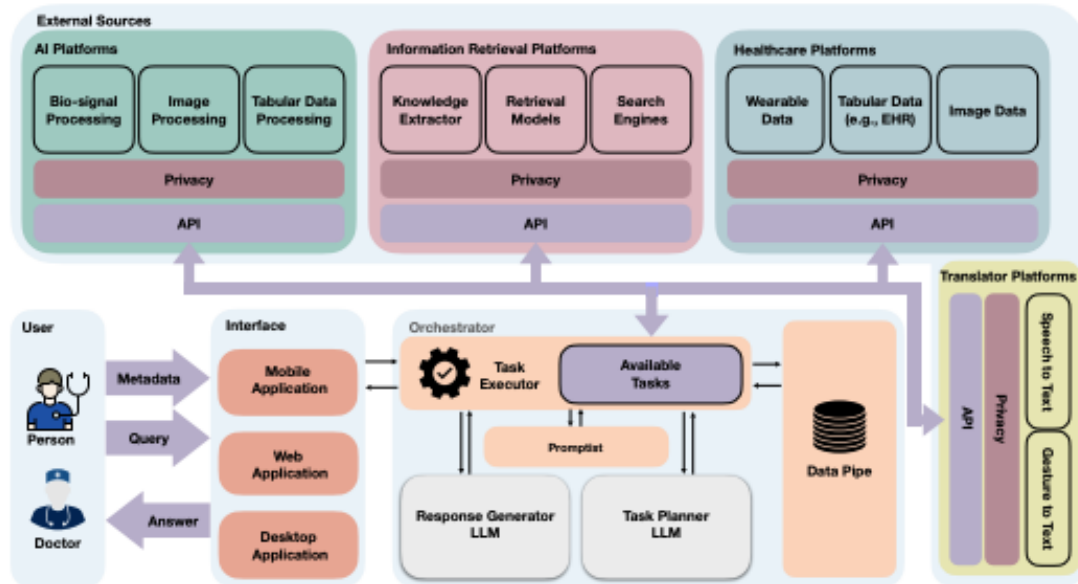 External Sources
AI Platforms
Bio-signal
Processing
Image
Processing
Tabular Data
Processing
Privacy
API
Information Retrieval Platforms
Knowledge
Extractor
Retrieval
Models
Search
Engines
Privacy
API
Healthcare Platforms
Wearable
Data
Tabular Data
(e.g., EHR)
Image Data
Privacy
API
Translator Platforms
API
Privacy
Speech to Text
Gesture to Text
User
Person
Doctor
Metadata
Query
Answer
Interface
Mobile
Application
Web
Application
Desktop
Application
Orchestrator
Task
Executor
Available
Tasks
Promptist
Response Generator
LLM
Task Planner
LLM
Data Pipe